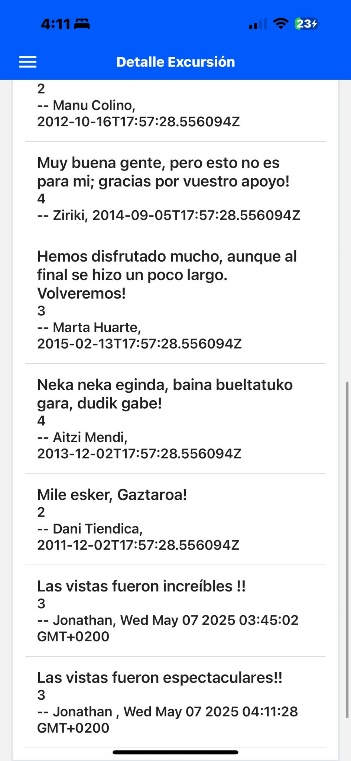 4:11
23
Detalle Excursión
2
-- Manu Colino,
2012-10-16T17:57:28.556094Z
Muy buena gente, pero esto no es
para mi; gracias por vuestro apoyo!
4
-- Ziriki, 2014-09-05T17:57:28.556094Z
Hemos disfrutado mucho, aunque al
final se hizo un poco largo.
Volveremos!
3
-- Marta Huarte,
2015-02-13T17:57:28.556094Z
Neka neka eginda, baina bueltatuko
gara, dudik gabe!
4
-- Aitzi Mendi,
2013-12-02T17:57:28.556094Z
Mile esker, Gaztaroa!
2
-- Dani Tiendica,
2011-12-02T17:57:28.556094Z
Las vistas fueron increíbles !!
3
-- Jonathan, Wed May 07 2025 03:45:02
GMT+0200
Las vistas fueron espectaculares!!
3
-- Jonathan , Wed May 07 2025 04:11:28
GMT+0200